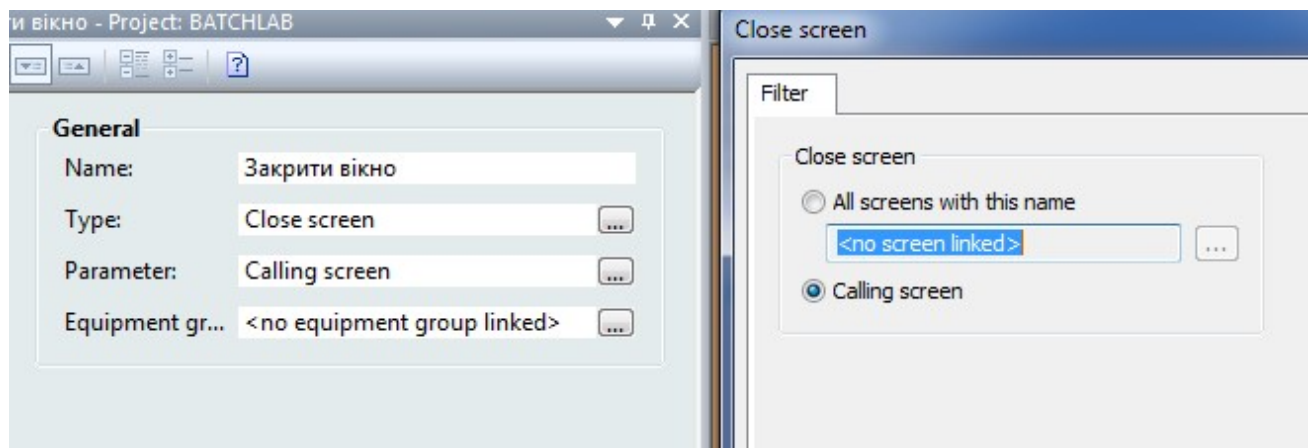 и вікно - Project: BATCHLAB
General
Name: Закрити вікно
Type: Close screen ...
Parameter: Calling screen ...
Equipment gr... <no equipment group linked> ...
Close screen
Filter
Close screen
All screens with this name
<no screen linked> ...
Calling screen